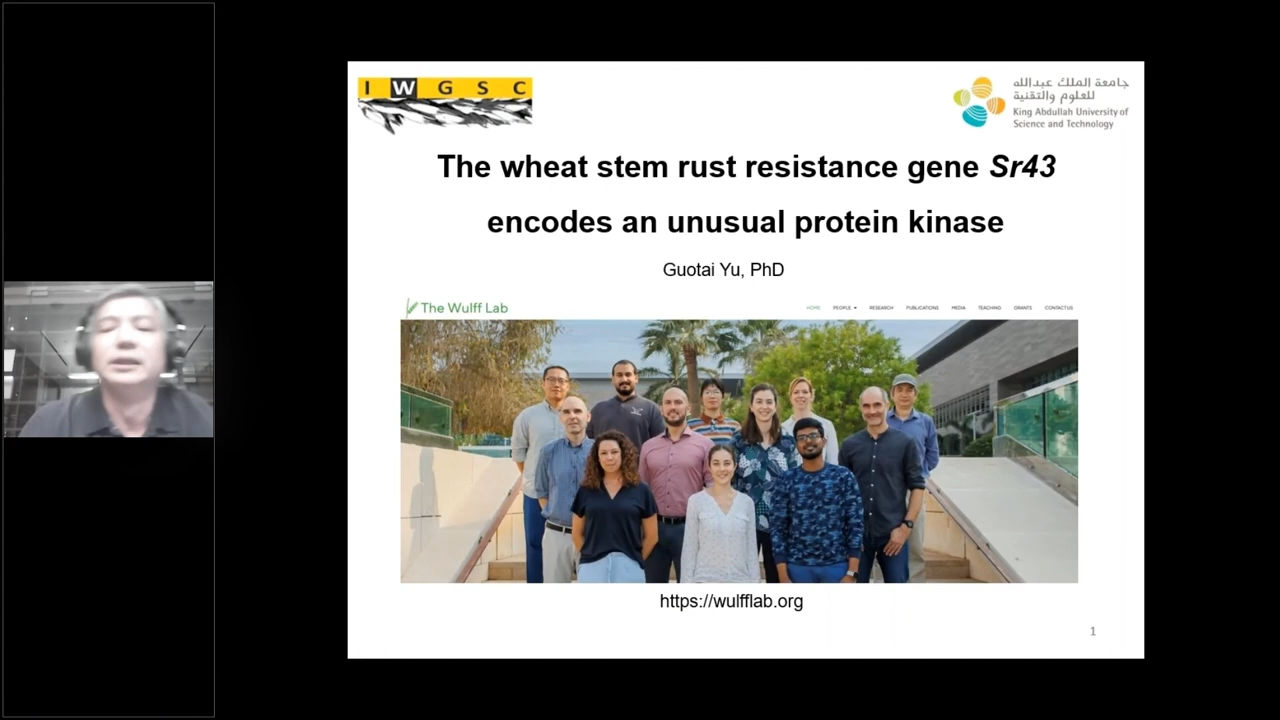 I W G S C
جامعة الملك عبدالله
للعلوم والتقنية
King Abdullah University of
Science and Technology
The wheat stem rust resistance gene Sr43
encodes an unusual protein kinase
Guotai Yu, PhD
The Wulff Lab
HOME PEOPLE RESEARCH PUBLICATIONS MEDIA TEACHING GRANTS CONTACT US
https://wulfflab.org
1